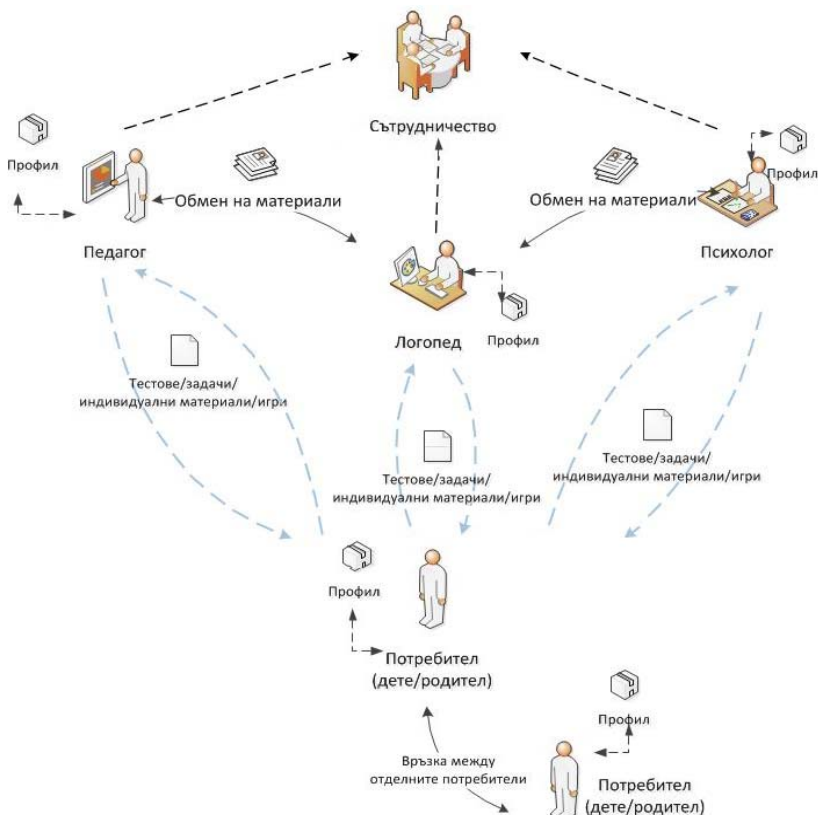 Сътрудничество
Профил
Обмен на материали
Педагог
Обмен на материали
Профил
Психолог
Логопед
Профил
Тестове/задачи/
индивидуални материали/игри
Тестове/задачи/
индивидуални материали/игри
Тестове/задачи/
индивидуални материали/игри
Профил
Потребител
(дете/родител)
Профил
Връзка между
отделните потребители
Потребител
(дете/родител)